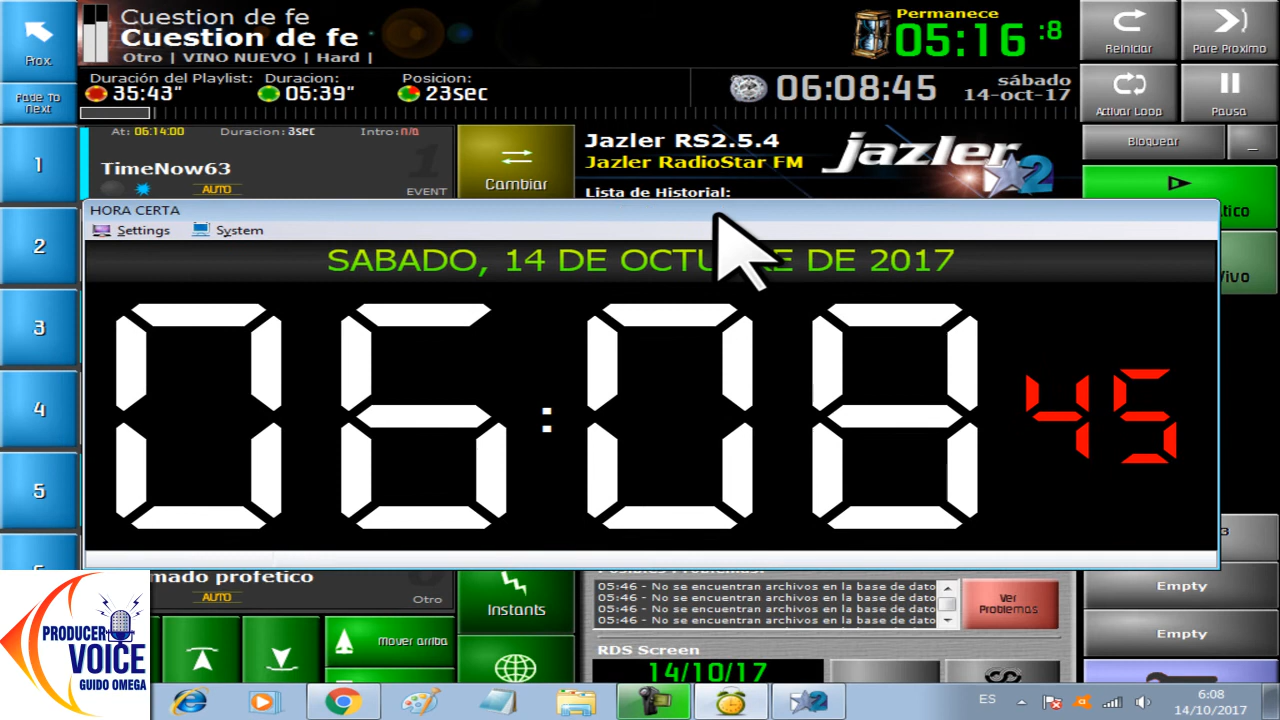 Prox.
Fade To
Next
1
2
3
4
5
Cuestion de fe
Cuestion de fe
Otro | VINO NUEVO | Hard |
Duración del Playlist:
35:43"
Duracion:
05:39"
Posicion:
23sec
Permanece
05:16 :8
06:08:45
sábado
14-oct-17
Reiniciar
Pare Proximo
Activar Loop
Pausa
At: 06:14:00
Duracion:3sec
Intro:n/a
TimeNow63
AUTO
1
EVENT
Cambiar
Jazler RS2.5.4
Jazler RadioStar FM
Lista de Historial:
jazler
2
Bloquear
_
ático
Vivo
HORA CERTA
Settings
System
SABADO, 14 DE OCTU RE DE 2017
06:08 45
mado profetico
AUTO
Otro
Mover arriba
Instants
05:46 - No se encuentran archivos en la base de dato
05:46 - No se encuentran archivos en la base de dato
05:46 - No se encuentran archivos en la base de dato
05:46 - No se encuentran archivos en la base de dato
Ver
Problemas
RDS Screen
14/10/17
Empty
Empty
PRODUCER
VOICE
GUIDO OMEGA
ES
6:08
14/10/2017